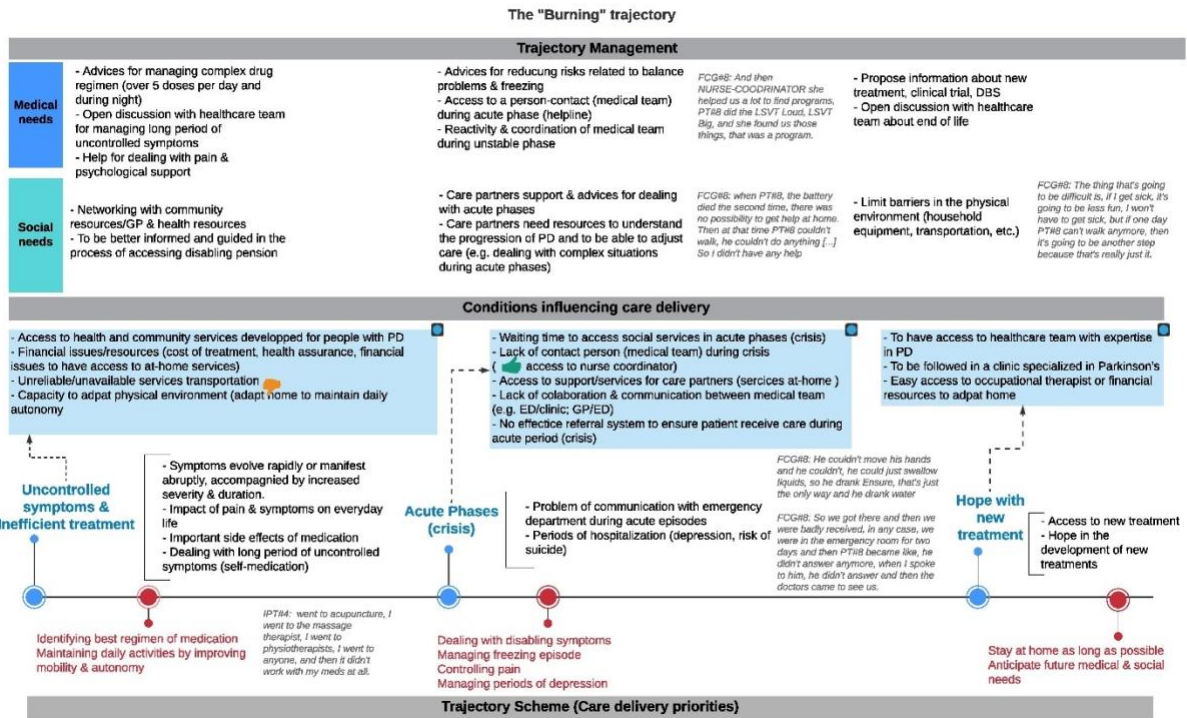 The "Burning" trajectory
Trajectory Management
Medical
needs
- Advices for managing complex drug
regimen (over 5 doses per day and
during night)
- Open discussion with healthcare team
for managing long period of
uncontrolled symptoms
- Help for dealing with pain &
psychological support
- Advices for reducung risks related to balance
problems & freezing
- Access to a person-contact (medical team)
during acute phase (helpline)
- Reactivity & coordination of medical team
during unstable phase
FCG#8: And then
NURSE-COORDINATOR she
helped us a lot to find programs,
PT#8 did the LSVT Loud, LSVT
Big, and she found us those
things, that was a program.
- Propose information about new
treatment, clinical trial, DBS
- Open discussion with healthcare
team about end of life
Social
needs
- Networking with community
resources/GP & health resources
- To be better informed and guided in the
process of accessing disabling pension
- Care partners support & advices for dealing
with acute phases
- Care partners need resources to understand
the progression of PD and to be able to adjust
care (e.g. dealing with complex situations
during acute phases)
FCG#8: when PT#8, the battery
died the second time, there was
no possibility to get help at home.
Then at that time PT#8 couldn't
walk, he couldn't do anything [...]
So I didn't have any help
- Limit barriers in the physical
environment (household
equipment, transportation, etc.)
FCG#8: The thing that's going
to be difficult is, if I get sick, it's
going to be less fun, I won't
have to get sick, but if one day
PT#8 can't walk anymore, then
it's going to be another step
because that's really just it.
Conditions influencing care delivery
- Access to health and community services developped for people with PD
- Financial issues/resources (cost of treatment, health assurance, financial
issues to have access to at-home services)
- Unreliable/unavailable services transportation
- Capacity to adpat physical environment (adapt home to maintain daily
autonomy
- Waiting time to access social services in acute phases (crisis)
- Lack of contact person (medical team) during crisis
( access to nurse coordinator)
- Access to support/services for care partners (sercices at-home )
- Lack of colaboration & communication between medical team
(e.g. ED/clinic; GP/ED)
- No effectice referral system to ensure patient receive care during
acute period (crisis)
- To have access to healthcare team with expertise
in PD
- To be followed in a clinic specialized in Parkinson's
- Easy access to occupational therapist or financial
resources to adpat home
Uncontrolled
symptoms &
Inefficient treatment
- Symptoms evolve rapidly or manifest
abruptly, accompagnied by increased
severity & duration.
- Impact of pain & symptoms on everyday
life
- Important side effects of medication
- Dealing with long period of uncontrolled
symptoms (self-medication)
Acute Phases
(crisis)
- Problem of communication with emergency
department during acute episodes
- Periods of hospitalization (depression, risk of
suicide)
FCG#8: He couldn't move his hands
and he couldn't, he could just swallow
liquids, so he drank Ensure, that's just
the only way and he drank water
FCG#8: So we got there and then we
were badly received, in any case, we
were in the emergency room for two
days and then PT#8 became like, he
didn't answer anymore, when I spoke
to him, he didn't answer and then the
doctors came to see us.
Hope with
new
treatment
- Access to new treatment
- Hope in the
development of new
treatments
Identifying best regimen of medication
Maintaining daily activities by improving
mobility & autonomy
IPT#4: went to acupuncture, I
went to the massage
therapist, I went to
physiotherapists, I went to
anyone, and then it didn't
work with my meds at all.
Dealing with disabling symptoms
Managing freezing episode
Controlling pain
Managing periods of depression
Stay at home as long as possible
Anticipate future medical & social
needs
Trajectory Scheme (Care delivery priorities)